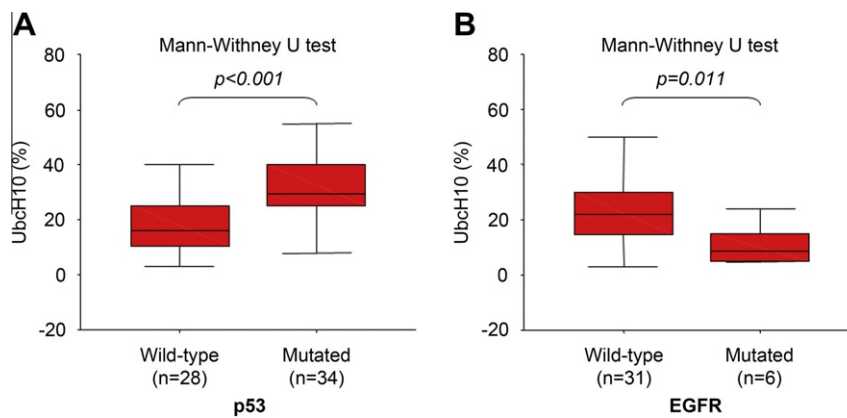 A
Mann-Withney U test
p<0.001
UbcH10 (%)
80
60
40
20
0
-20
Wild-type Mutated
(n=28) (n=34)
p53
B
Mann-Withney U test
p=0.011
UbcH10 (%)
80
60
40
20
0
-20
Wild-type Mutated
(n=31) (n=6)
EGFR